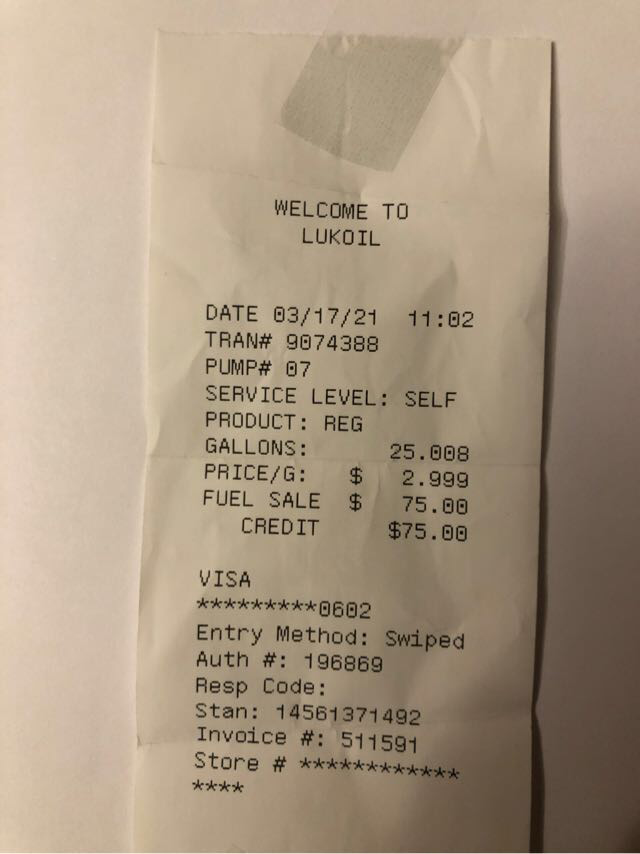 WELCOME TO
LUKOIL
DATE 03/17/21 11:02
TRAN# 9074388
PUMP# 07
SERVICE LEVEL: SELF
PRODUCT: REG
GALLONS: 25.008
PRICE/G: $ 2.999
FUEL SALE $ 75.00
CREDIT $75.00
VISA
*********0602
Entry Method: Swiped
Auth #: 196869
Resp Code:
Stan: 14561371492
Invoice #: 511591
Store # ************
****